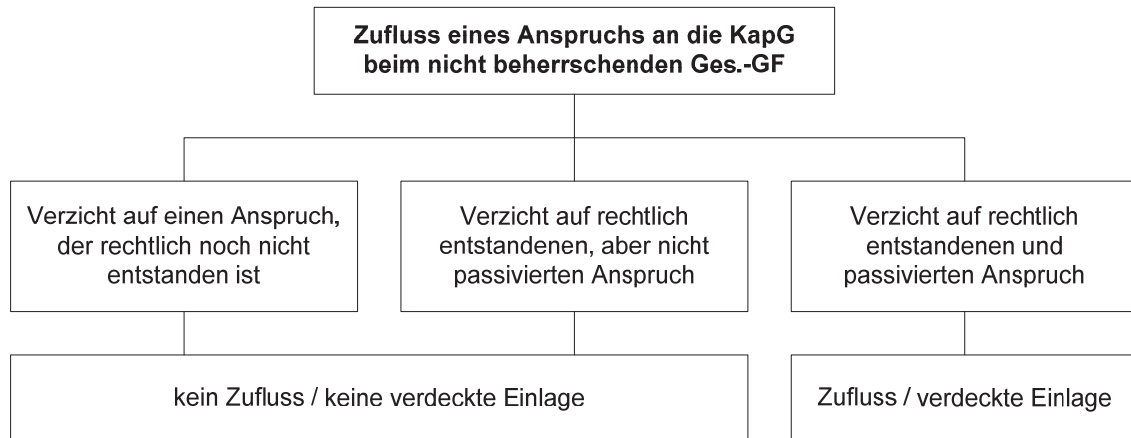 Zufluss eines Anspruchs an die KapG
beim nicht beherrschenden Ges.-GF
Verzicht auf einen Anspruch,
der rechtlich noch nicht
entstanden ist
Verzicht auf rechtlich
entstandenen, aber nicht
passivierten Anspruch
Verzicht auf rechtlich
entstandenen und
passivierten Anspruch
kein Zufluss / keine verdeckte Einlage
Zufluss / verdeckte Einlage